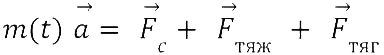 m(t) a⃗ = F⃗с + F⃗тяж + F⃗тяг